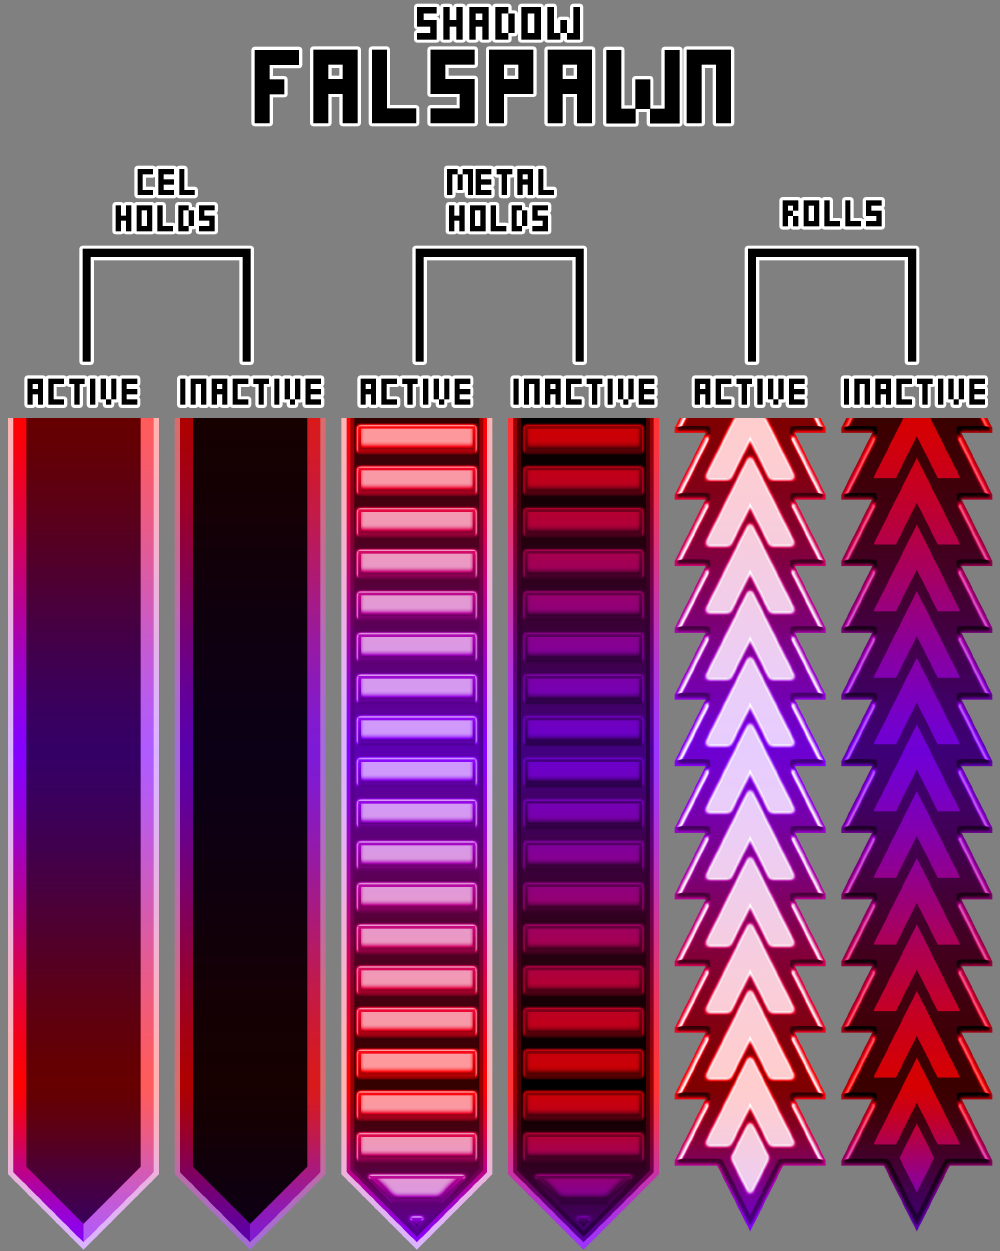 SHADOW
FALSPAWN
CEL
HOLDS
METAL
HOLDS
ROLLS
ACTIVE INACTIVE ACTIVE INACTIVE ACTIVE INACTIVE